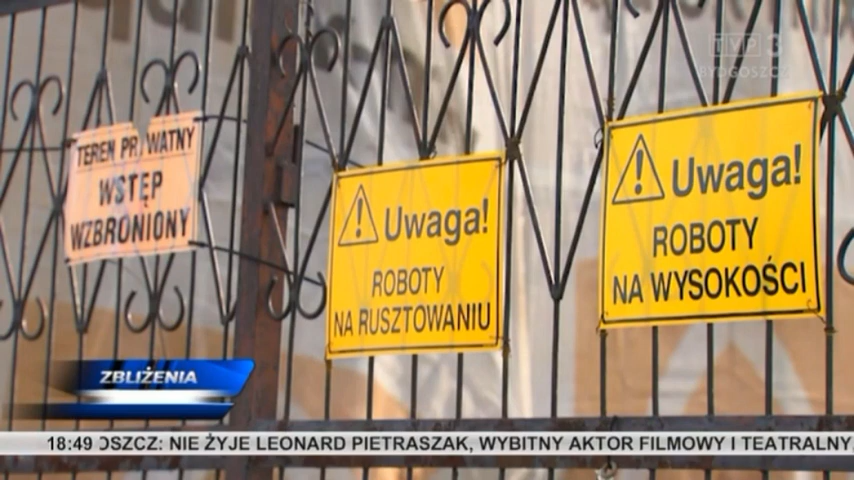 TVP 3
BYDGOSZCZ
TEREN PRYWATNY
WSTĘP
WZBRONIONY
Uwaga!
ROBOTY
NA RUSZTOWANIU
Uwaga!
ROBOTY
NA WYSOKOŚCI
ZBLIŻENIA
18:49 OSZCZ: NIE ŻYJE LEONARD PIETRASZAK, WYBITNY AKTOR FILMOWY I TEATRALNY,